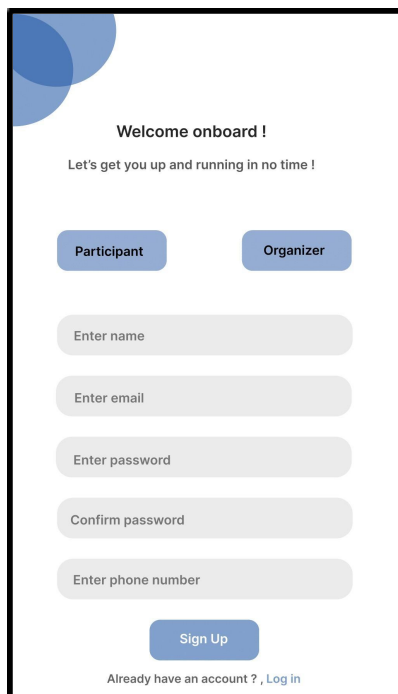 Welcome onboard !
Let's get you up and running in no time !
Participant
Organizer
Enter name
Enter email
Enter password
Confirm password
Enter phone number
Sign Up
Already have an account ? , Log in